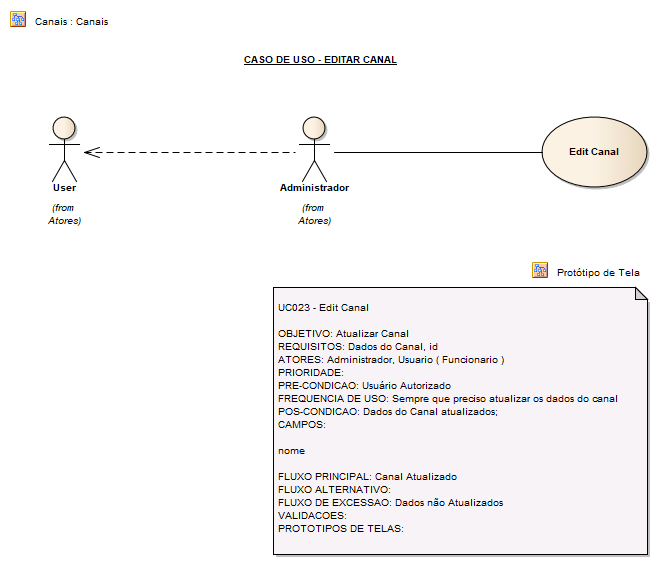 Canais : Canais
CASO DE USO - EDITAR CANAL
User
(from
Atores)
Administrador
(from
Atores)
Edit Canal
Protótipo de Tela
UC023 - Edit Canal
OBJETIVO: Atualizar Canal
REQUISITOS: Dados do Canal, id
ATORES: Administrador, Usuario ( Funcionario )
PRIORIDADE:
PRE-CONDICAO: Usuário Autorizado
FREQUENCIA DE USO: Sempre que preciso atualizar os dados do canal
POS-CONDICAO: Dados do Canal atualizados;
CAMPOS:
nome
FLUXO PRINCIPAL: Canal Atualizado
FLUXO ALTERNATIVO:
FLUXO DE EXCESSAO: Dados não Atualizados
VALIDACOES:
PROTOTIPOS DE TELAS: